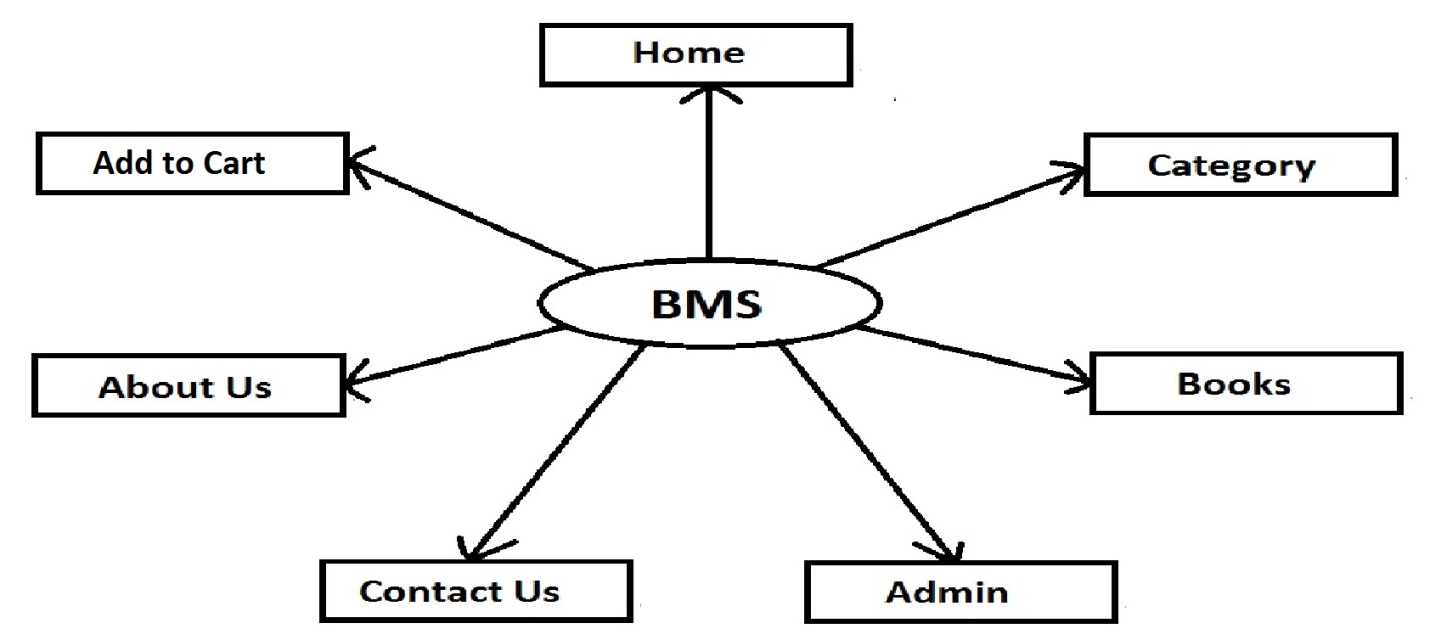 Home
Add to Cart
Category
BMS
About Us
Books
Contact Us
Admin